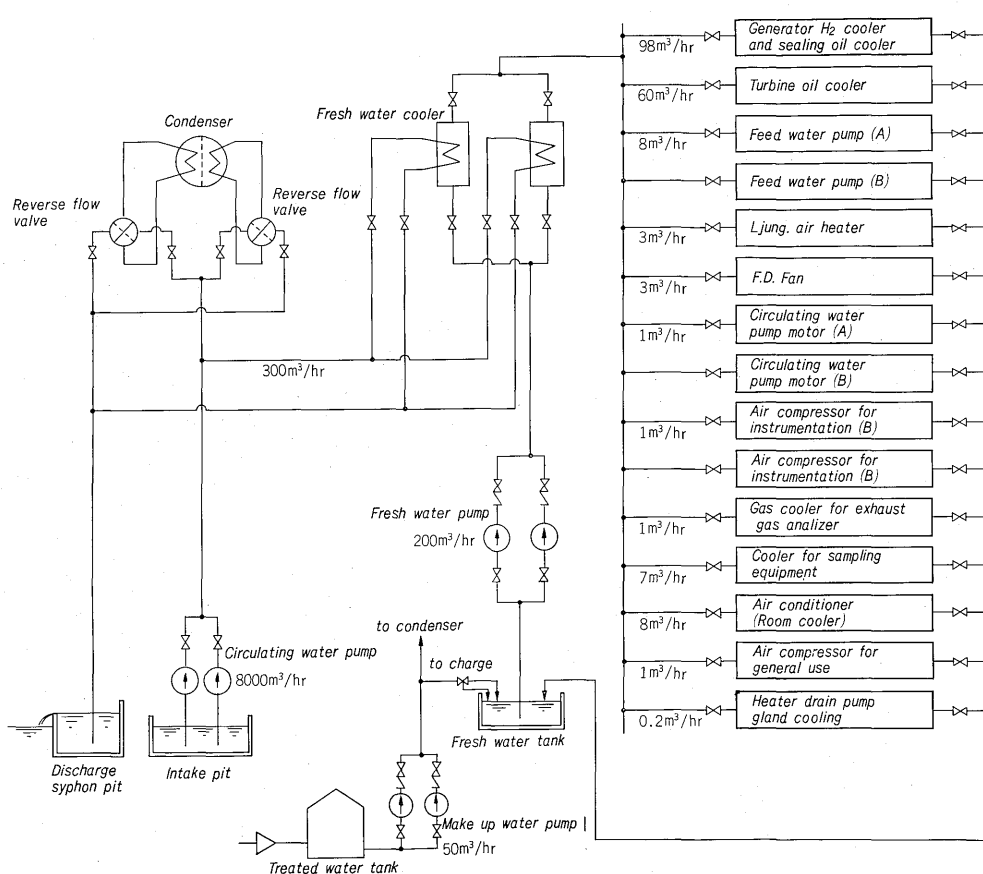 Generator H₂ cooler
and sealing oil cooler
98m³/hr
Turbine oil cooler
60m³/hr
Fresh water cooler
Condenser
Feed water pump (A)
8m³/hr
Feed water pump (B)
Reverse flow
valve
Reverse flow
valve
Ljung. air heater
3m³/hr
F.D. Fan
3m³/hr
Circulating water
pump motor (A)
1m³/hr
300m³/hr
Circulating water
pump motor (B)
Air compressor for
instrumentation (B)
1m³/hr
Air compressor for
instrumentation (B)
Fresh water pump
200m³/hr
Gas cooler for exhaust
gas analizer
1m³/hr
Cooler for sampling
equipment
7m³/hr
Air conditioner
(Room cooler)
8m³/hr
to condenser
Circulating water pump
8000m³/hr
to charge
Air compressor for
general use
1m³/hr
Heater drain pump
gland cooling
0.2m³/hr
Fresh water tank
Discharge
syphon pit
Intake pit
Make up water pump
50m³/hr
Treated water tank